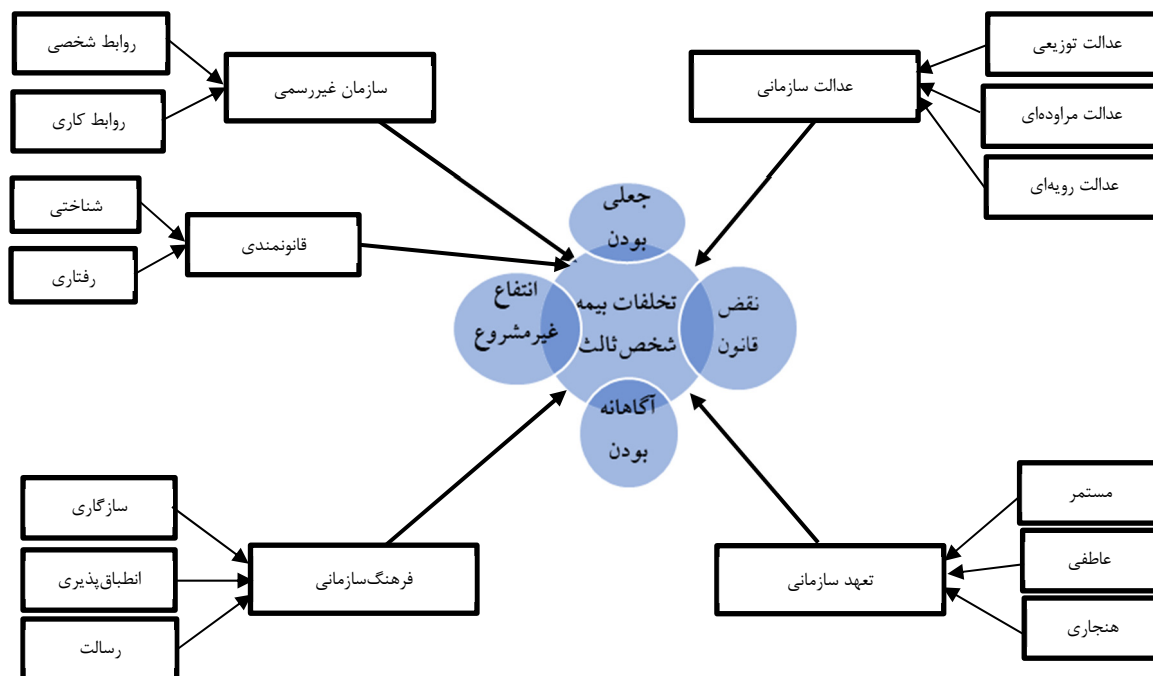 عدالت توزیعی
عدالت مراوده‌ای
عدالت رویه‌ای
عدالت سازمانی
روابط شخصی
روابط کاری
سازمان غیررسمی
شناختی
رفتاری
قانونمندی
جعلی
بودن
نقض
قانون
تخلفات بیمه
شخص ثالث
انتفاع
غیرمشروع
آگاهانه
بودن
مستمر
عاطفی
هنجاری
تعهد سازمانی
سازگاری
انطباق‌پذیری
رسالت
فرهنگ‌سازمانی